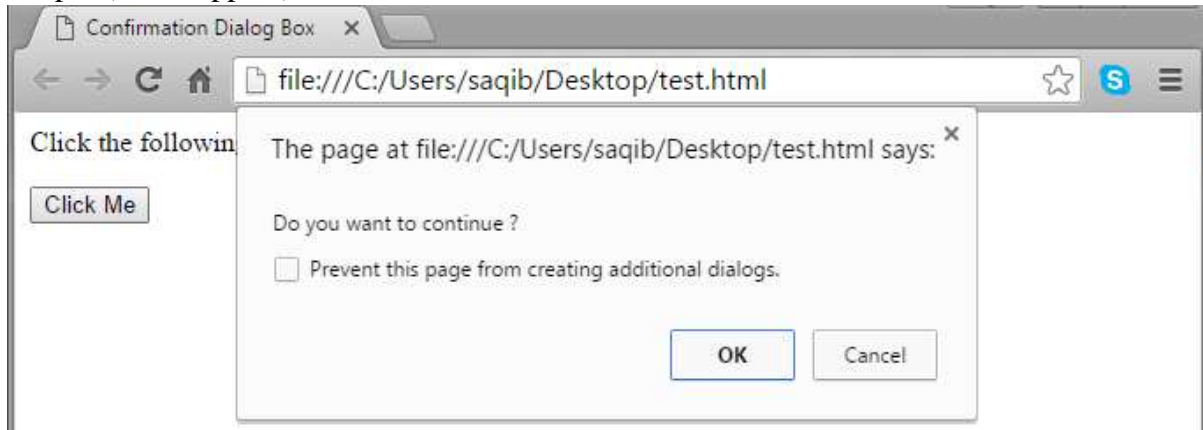 Confirmation Dialog Box
file:///C:/Users/saqib/Desktop/test.html
Click the
The page at file:///C:/Users/saqib/Desktop/test.html says:
Click Me
Do you want to continue ?
Prevent this page from creating additional dialogs.
OK Cancel